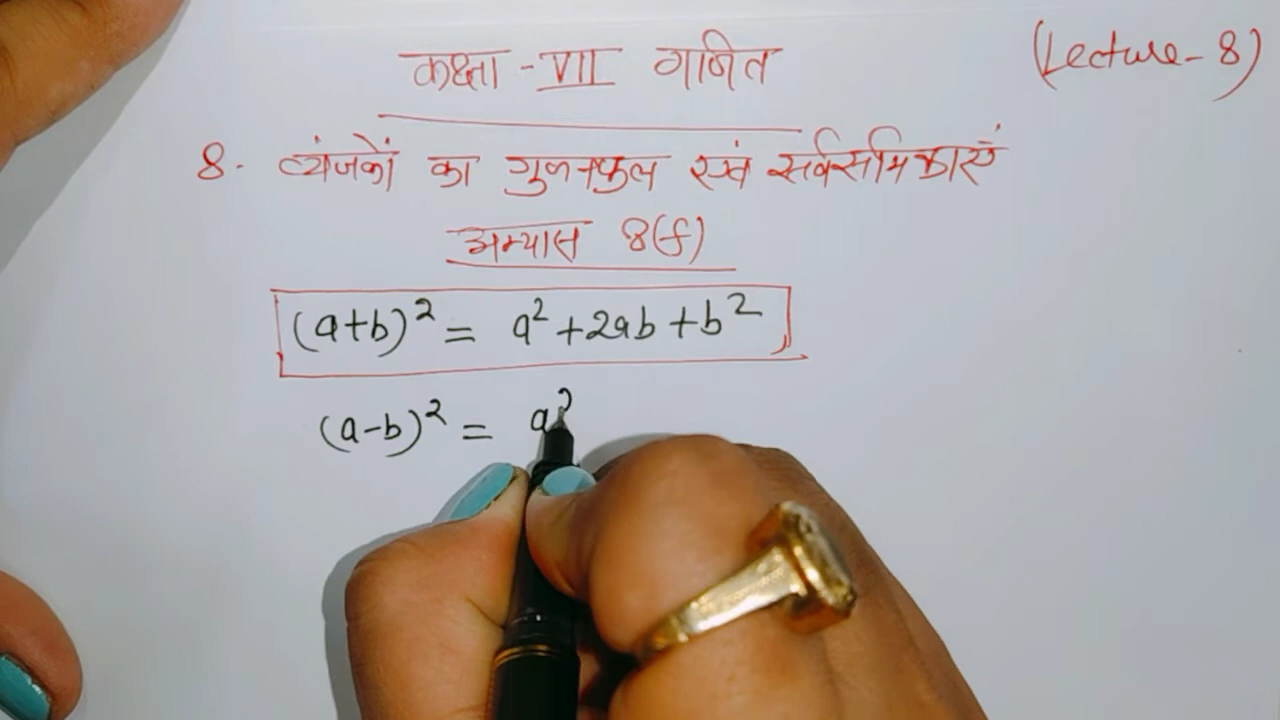 कक्षा - VII गणित
(Lecture - 8)
8. व्यंजकों का गुणनफल एवं सर्वसमिकाएं
अभ्यास 8(f)
(a+b)² = a² + 2ab + b²
(a-b)² = a²